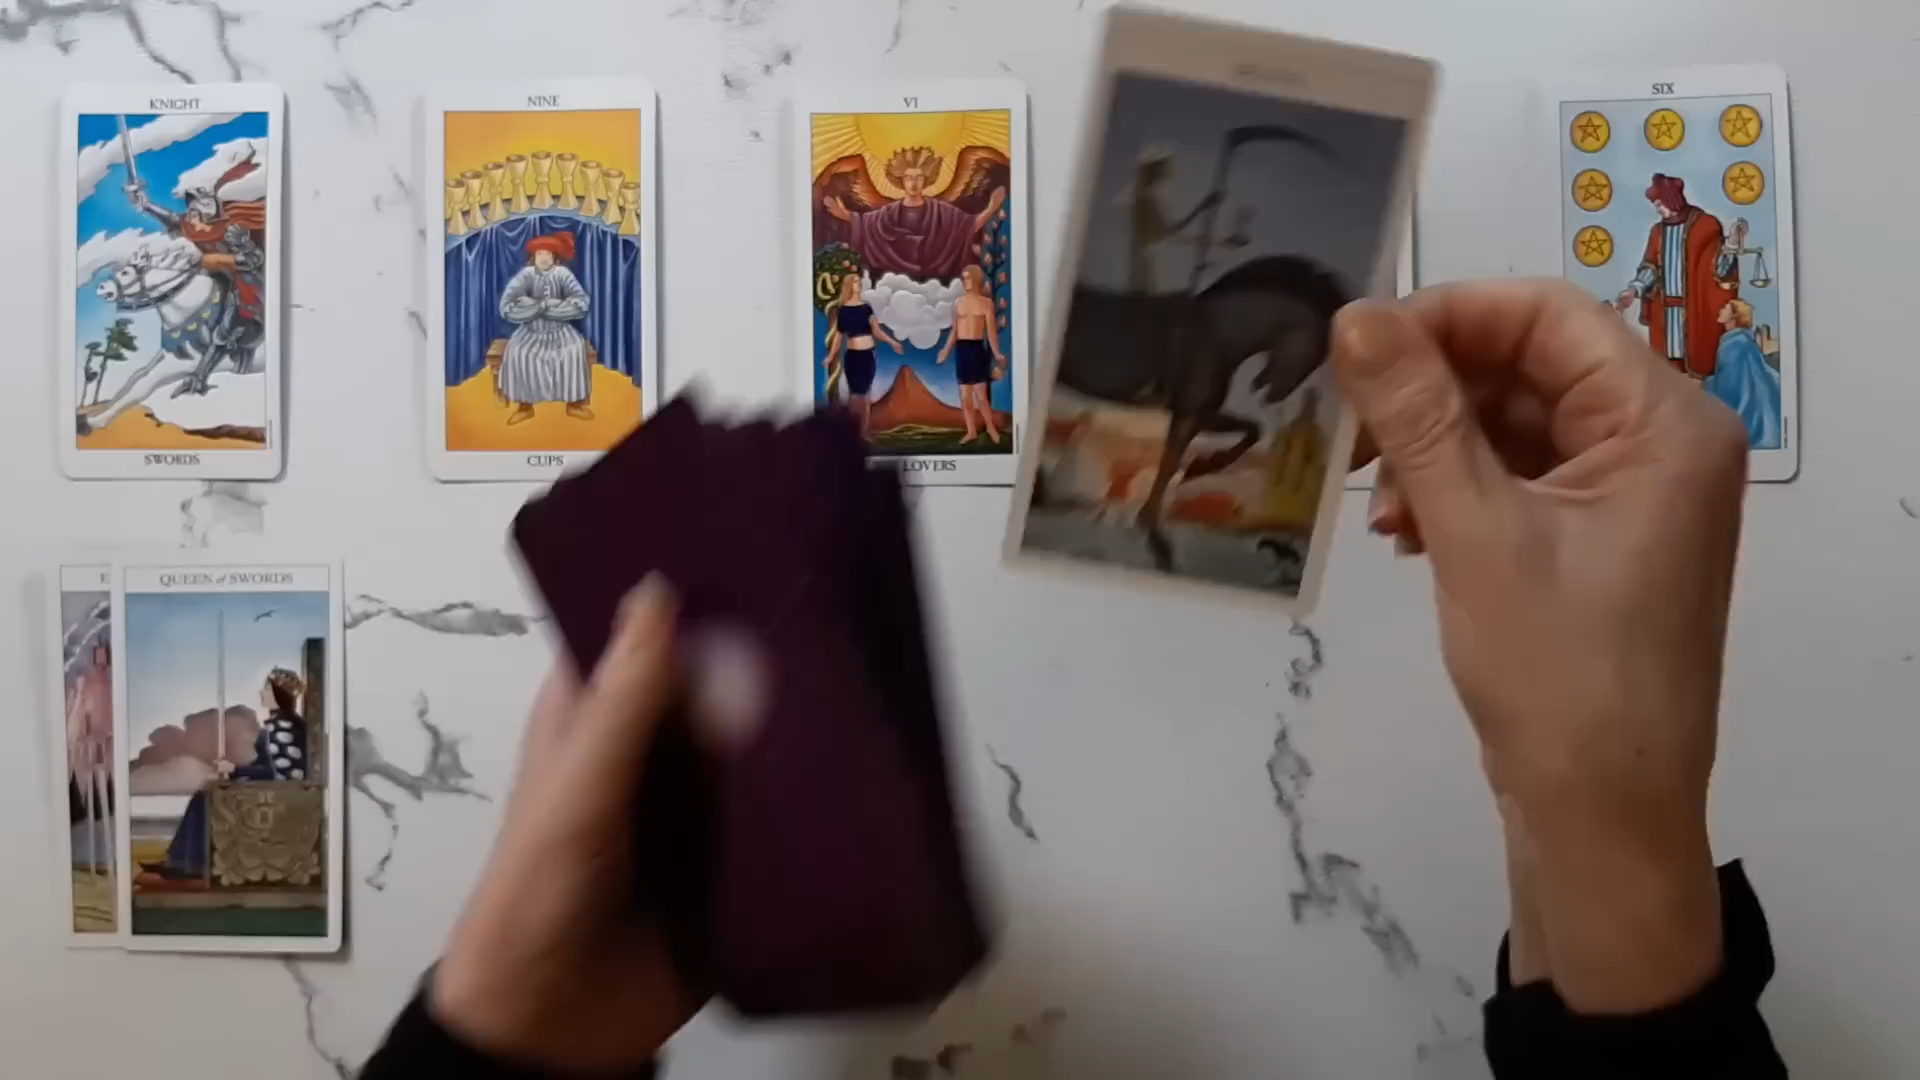 KNIGHT
SWORDS
NINE
CUPS
VI
LOVERS
SIX
E
QUEEN of SWORDS